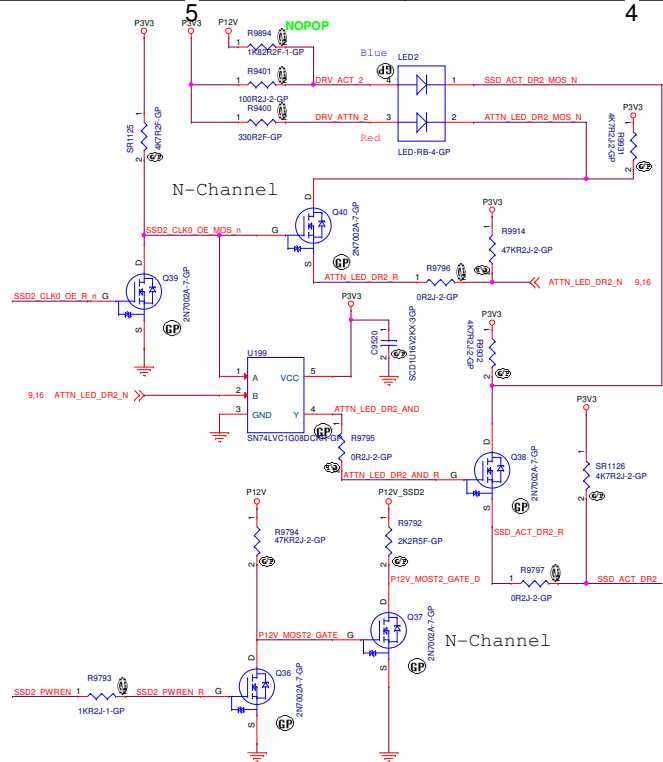 5
4
P3V3
P3V3
P12V
NOPOP
R9894
1K82R2F-1-GP
Blue
LED2
R9401
DRV_ACT_2
4
1
SSD_ACT_DR2_MOS_N
100R2J-2-GP
R9400
DRV_ATTN_2
3
2
ATTN_LED_DR2_MOS_N
330R2F-GP
Red
LED-RB-4-GP
P3V3
R9931
4K7R2J-2-GP
SR1125
4K7R2F-GP
N-Channel
Q40
2N7002A-7-GP
P3V3
SSD2_CLK0_OE_MOS_n
G
D
S
R9914
47KR2J-2-GP
Q39
2N7002A-7-GP
SSD2_CLK0_OE_R_n
G
D
S
ATTN_LED_DR2_R
R9796
0R2J-2-GP
ATTN_LED_DR2_N
9,16
P3V3
C9520
SCD1U16V2KX-3GP
P3V3
R9932
4K7R2J-2-GP
U199
1
A
VCC
5
9,16
ATTN_LED_DR2_N
2
B
3
GND
Y
4
ATTN_LED_DR2_AND
SN74LVC1G08DCKR-GP
R9795
0R2J-2-GP
P3V3
SR1126
4K7R2J-2-GP
ATTN_LED_DR2_AND_R
G
D
S
Q38
2N7002A-7-GP
SSD_ACT_DR2_R
R9797
0R2J-2-GP
SSD_ACT_DR2
P12V
R9794
47KR2J-2-GP
P12V_SSD2
R9792
2K2R5F-GP
P12V_MOST2_GATE_D
P12V_MOST2_GATE
G
D
S
Q37
2N7002A-7-GP
N-Channel
SSD2_PWREN
R9793
1KR2J-1-GP
SSD2_PWREN_R
G
D
S
Q36
2N7002A-7-GP